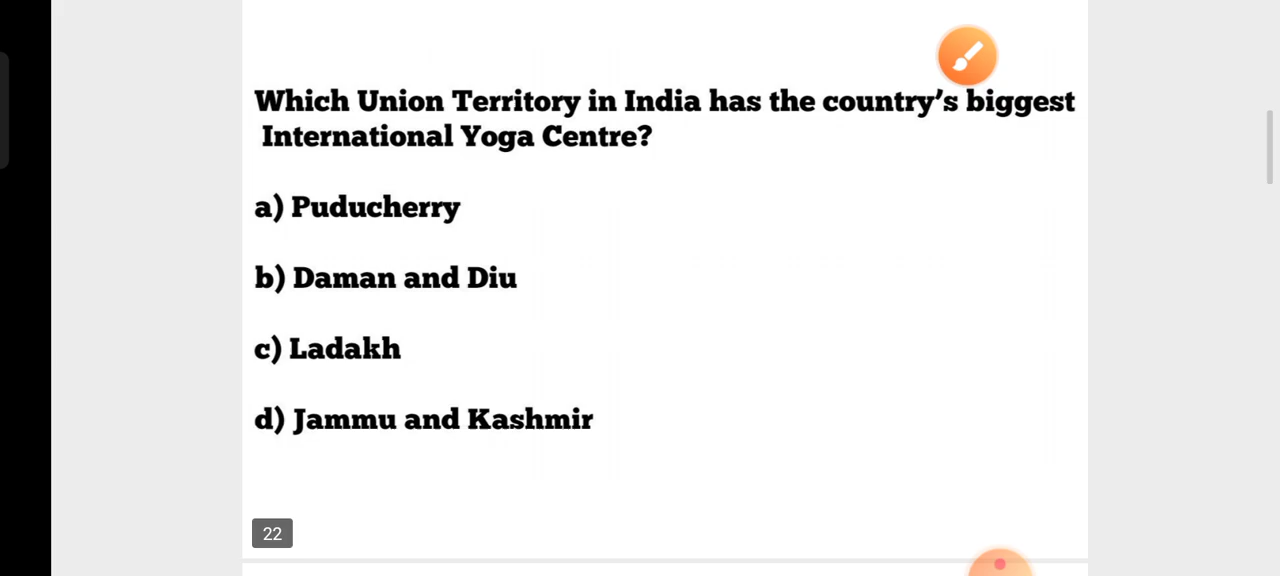 Which Union Territory in India has the country’s biggest
International Yoga Centre?
a) Puducherry
b) Daman and Diu
c) Ladakh
d) Jammu and Kashmir
22